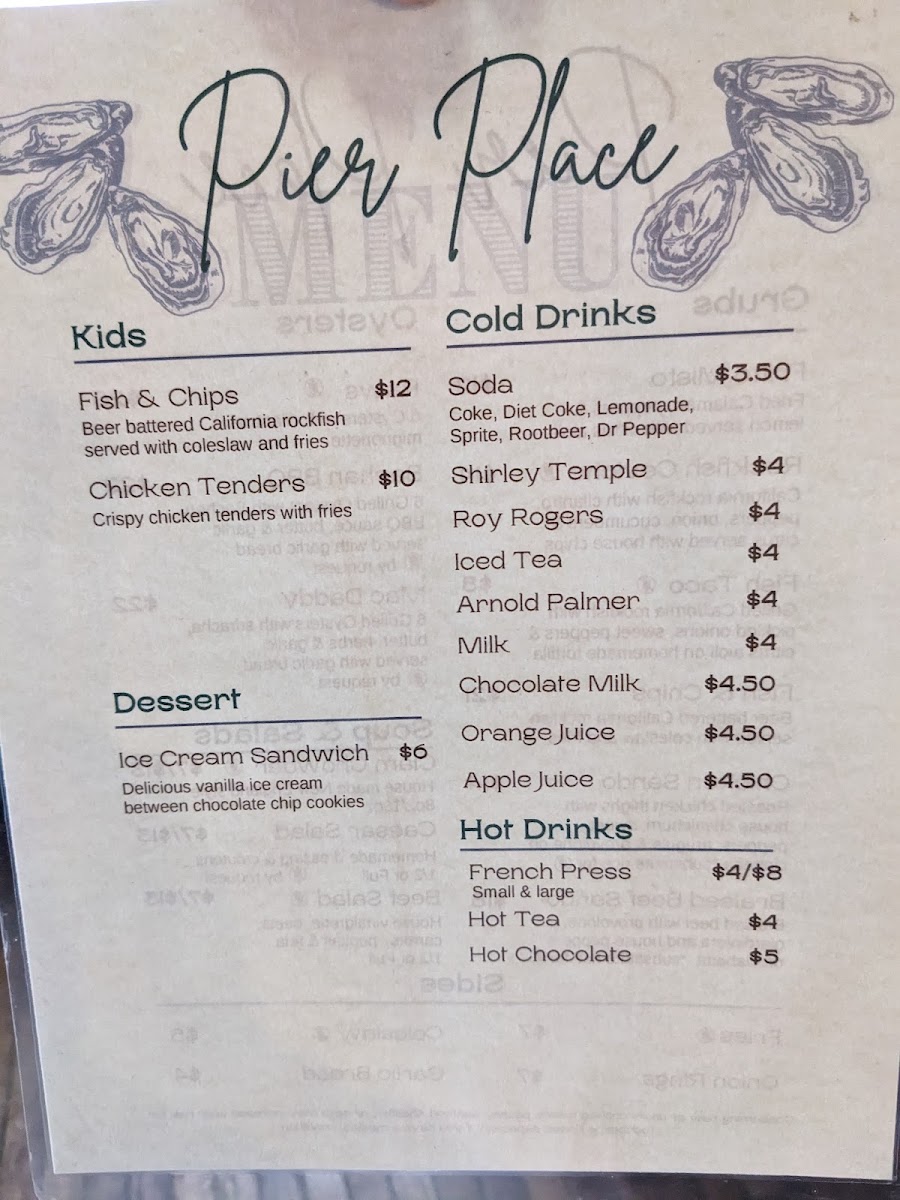 Pier Place
MENU
Kids
Fish & Chips $12
Beer battered California rockfish
served with coleslaw and fries
Chicken Tenders $10
Crispy chicken tenders with fries
Dessert
Ice Cream Sandwich $6
Delicious vanilla ice cream
between chocolate chip cookies
Cold Drinks
Soda $3.50
Coke, Diet Coke, Lemonade,
Sprite, Rootbeer, Dr Pepper
Shirley Temple $4
Roy Rogers $4
Iced Tea $4
Arnold Palmer $4
Milk $4
Chocolate Milk $4.50
Orange Juice $4.50
Apple Juice $4.50
Hot Drinks
French Press $4/$8
Small & large
Hot Tea $4
Hot Chocolate $5